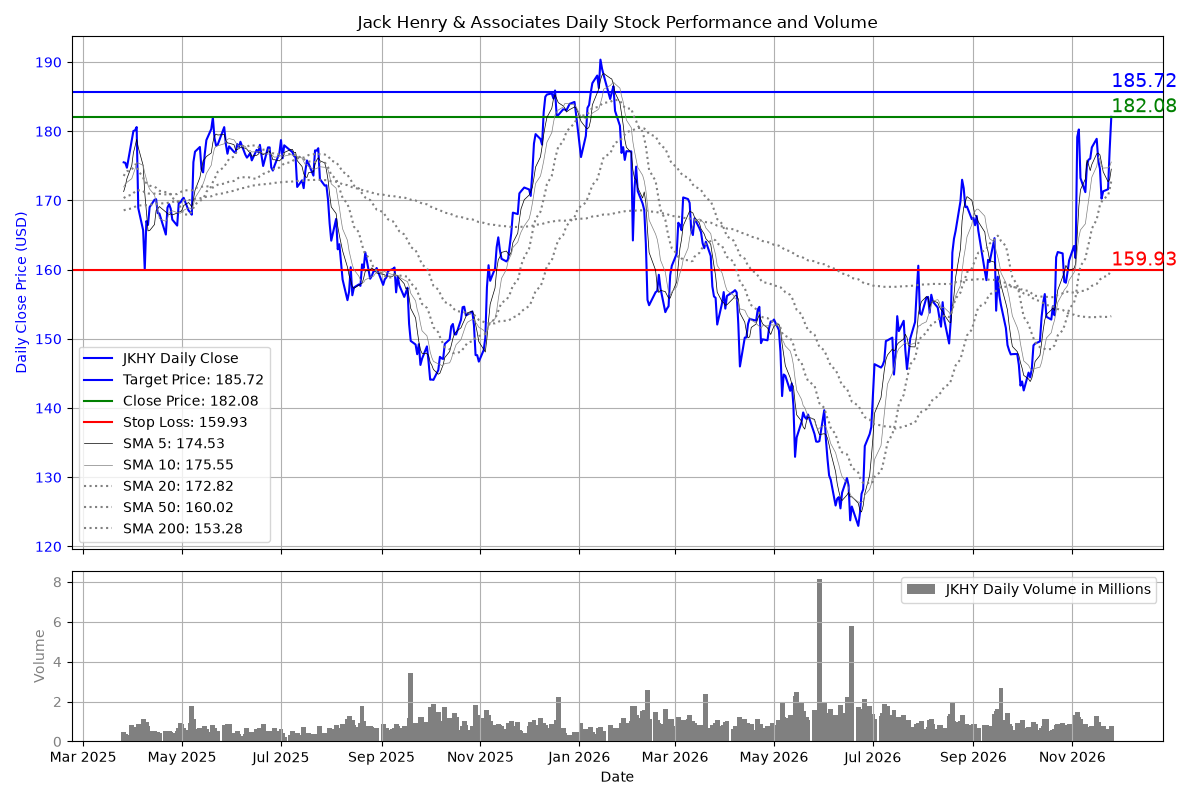 Jack Henry & Associates Daily Stock Performance and Volume
Daily Close Price (USD)
190
180
170
160
150
140
130
120
185.72
182.08
159.93
JKHY Daily Close
Target Price: 185.72
Close Price: 182.08
Stop Loss: 159.93
SMA 5: 174.53
SMA 10: 175.55
SMA 20: 172.82
SMA 50: 160.02
SMA 200: 153.28
Volume
8
6
4
2
0
JKHY Daily Volume in Millions
Mar 2025 May 2025 Jul 2025 Sep 2025 Nov 2025 Jan 2026 Mar 2026 May 2026 Jul 2026 Sep 2026 Nov 2026
Date